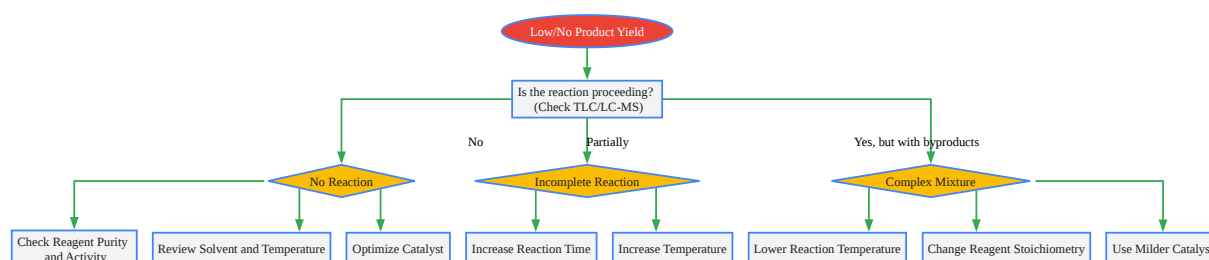 Low/No Product Yield
Is the reaction proceeding?
(Check TLC/LC-MS)
No
Partially
Yes, but with byproducts
No Reaction
Incomplete Reaction
Complex Mixture
Check Reagent Purity
and Activity
Review Solvent and Temperature
Optimize Catalyst
Increase Reaction Time
Increase Temperature
Lower Reaction Temperature
Change Reagent Stoichiometry
Use Milder Catalyst